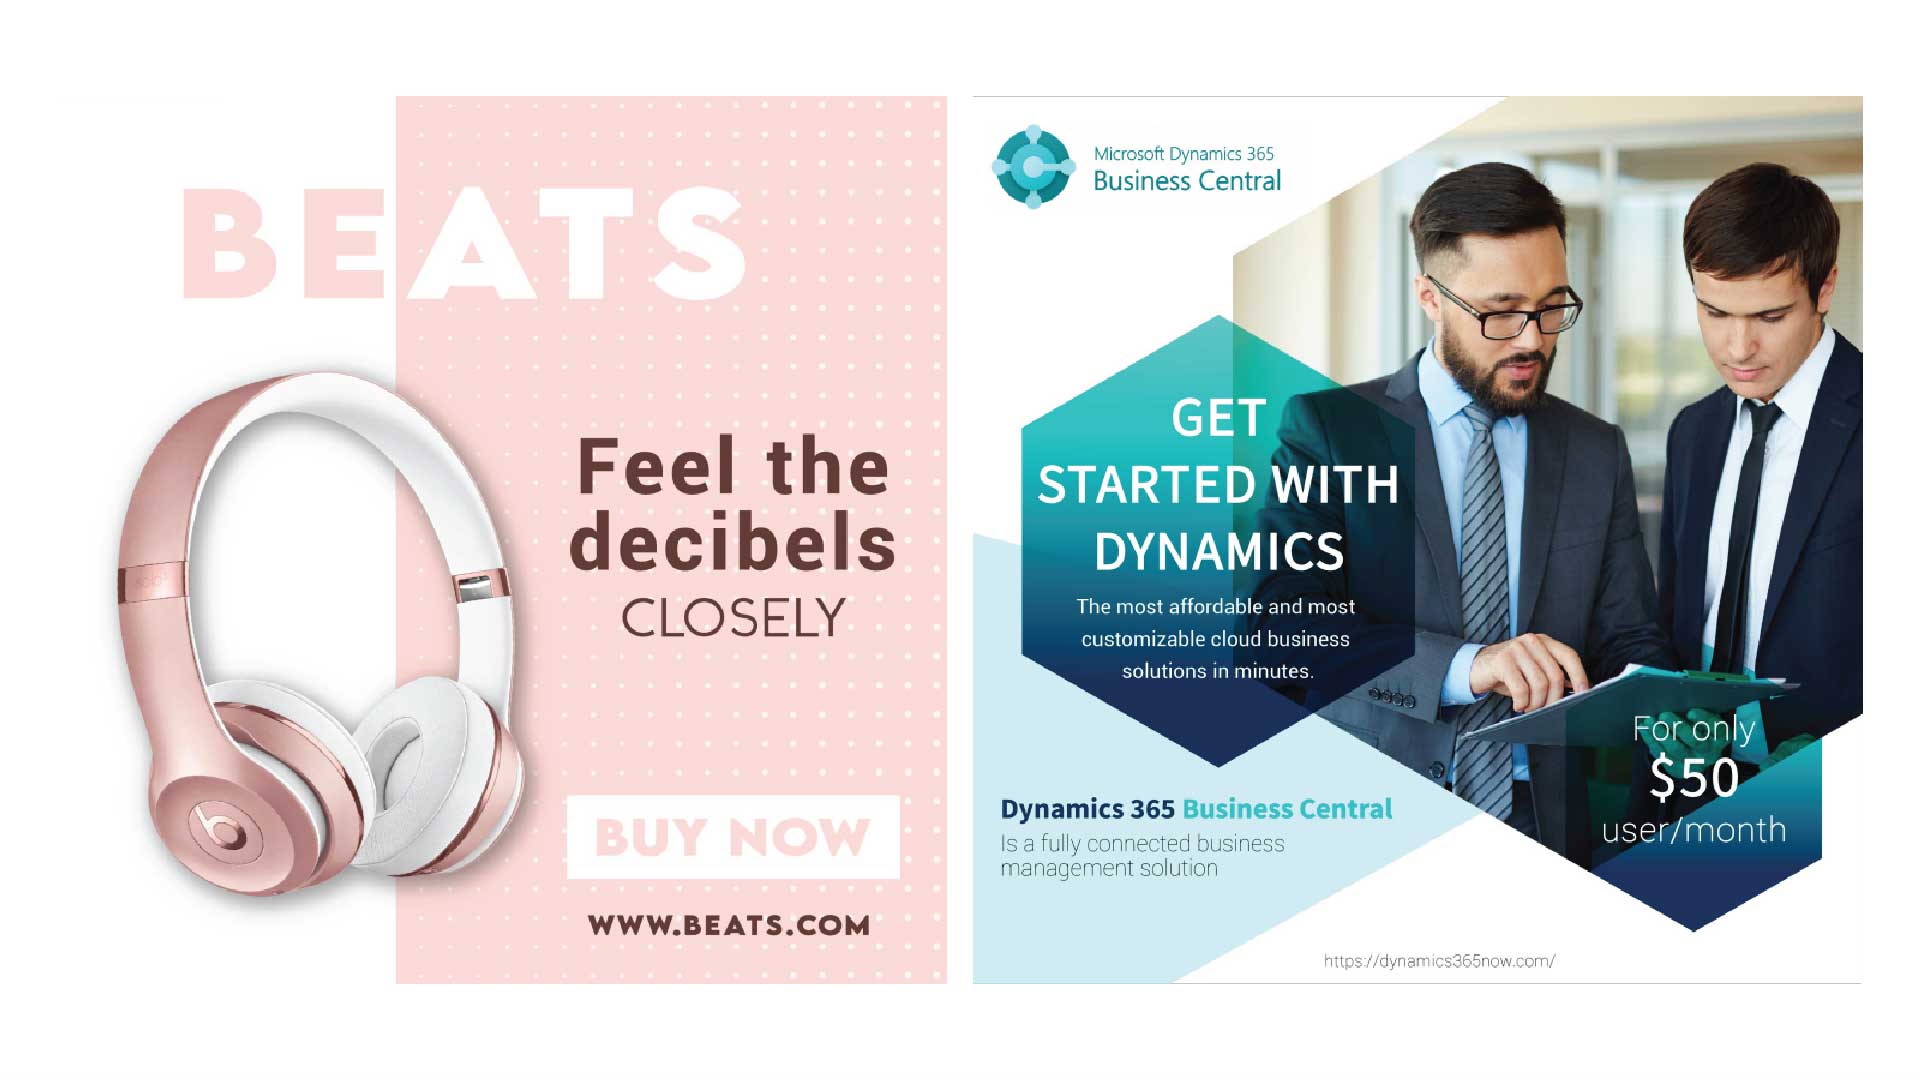 BEATS
Feel the
decibels
CLOSELY
BUY NOW
WWW.BEATS.COM
Microsoft Dynamics 365
Business Central
GET
STARTED WITH
DYNAMICS
The most affordable and most
customizable cloud business
solutions in minutes.
For only
$50
user/month
Dynamics 365 Business Central
Is a fully connected business
management solution
https://dynamics365now.com/